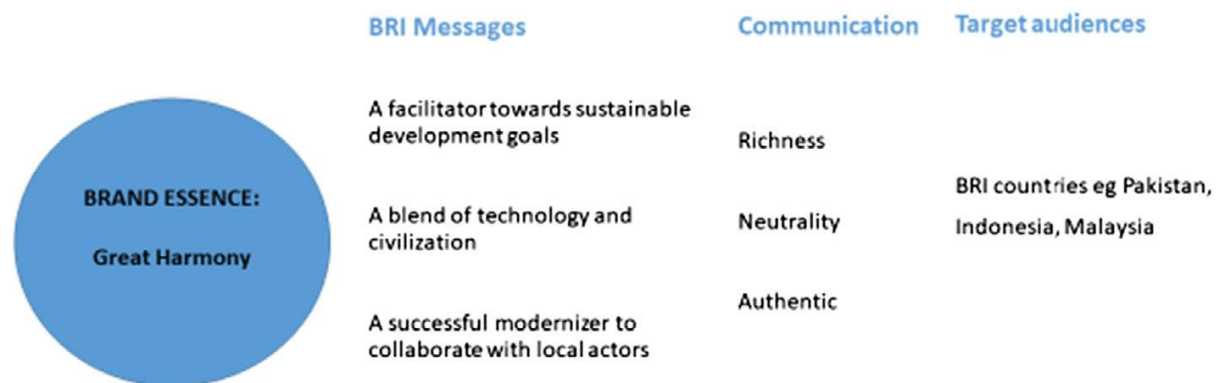 BRI Messages
Communication
Target audiences
BRAND ESSENCE:
Great Harmony
A facilitator towards sustainable
development goals
A blend of technology and
civilization
A successful modernizer to
collaborate with local actors
Richness
Neutrality
Authentic
BRI countries eg Pakistan,
Indonesia, Malaysia